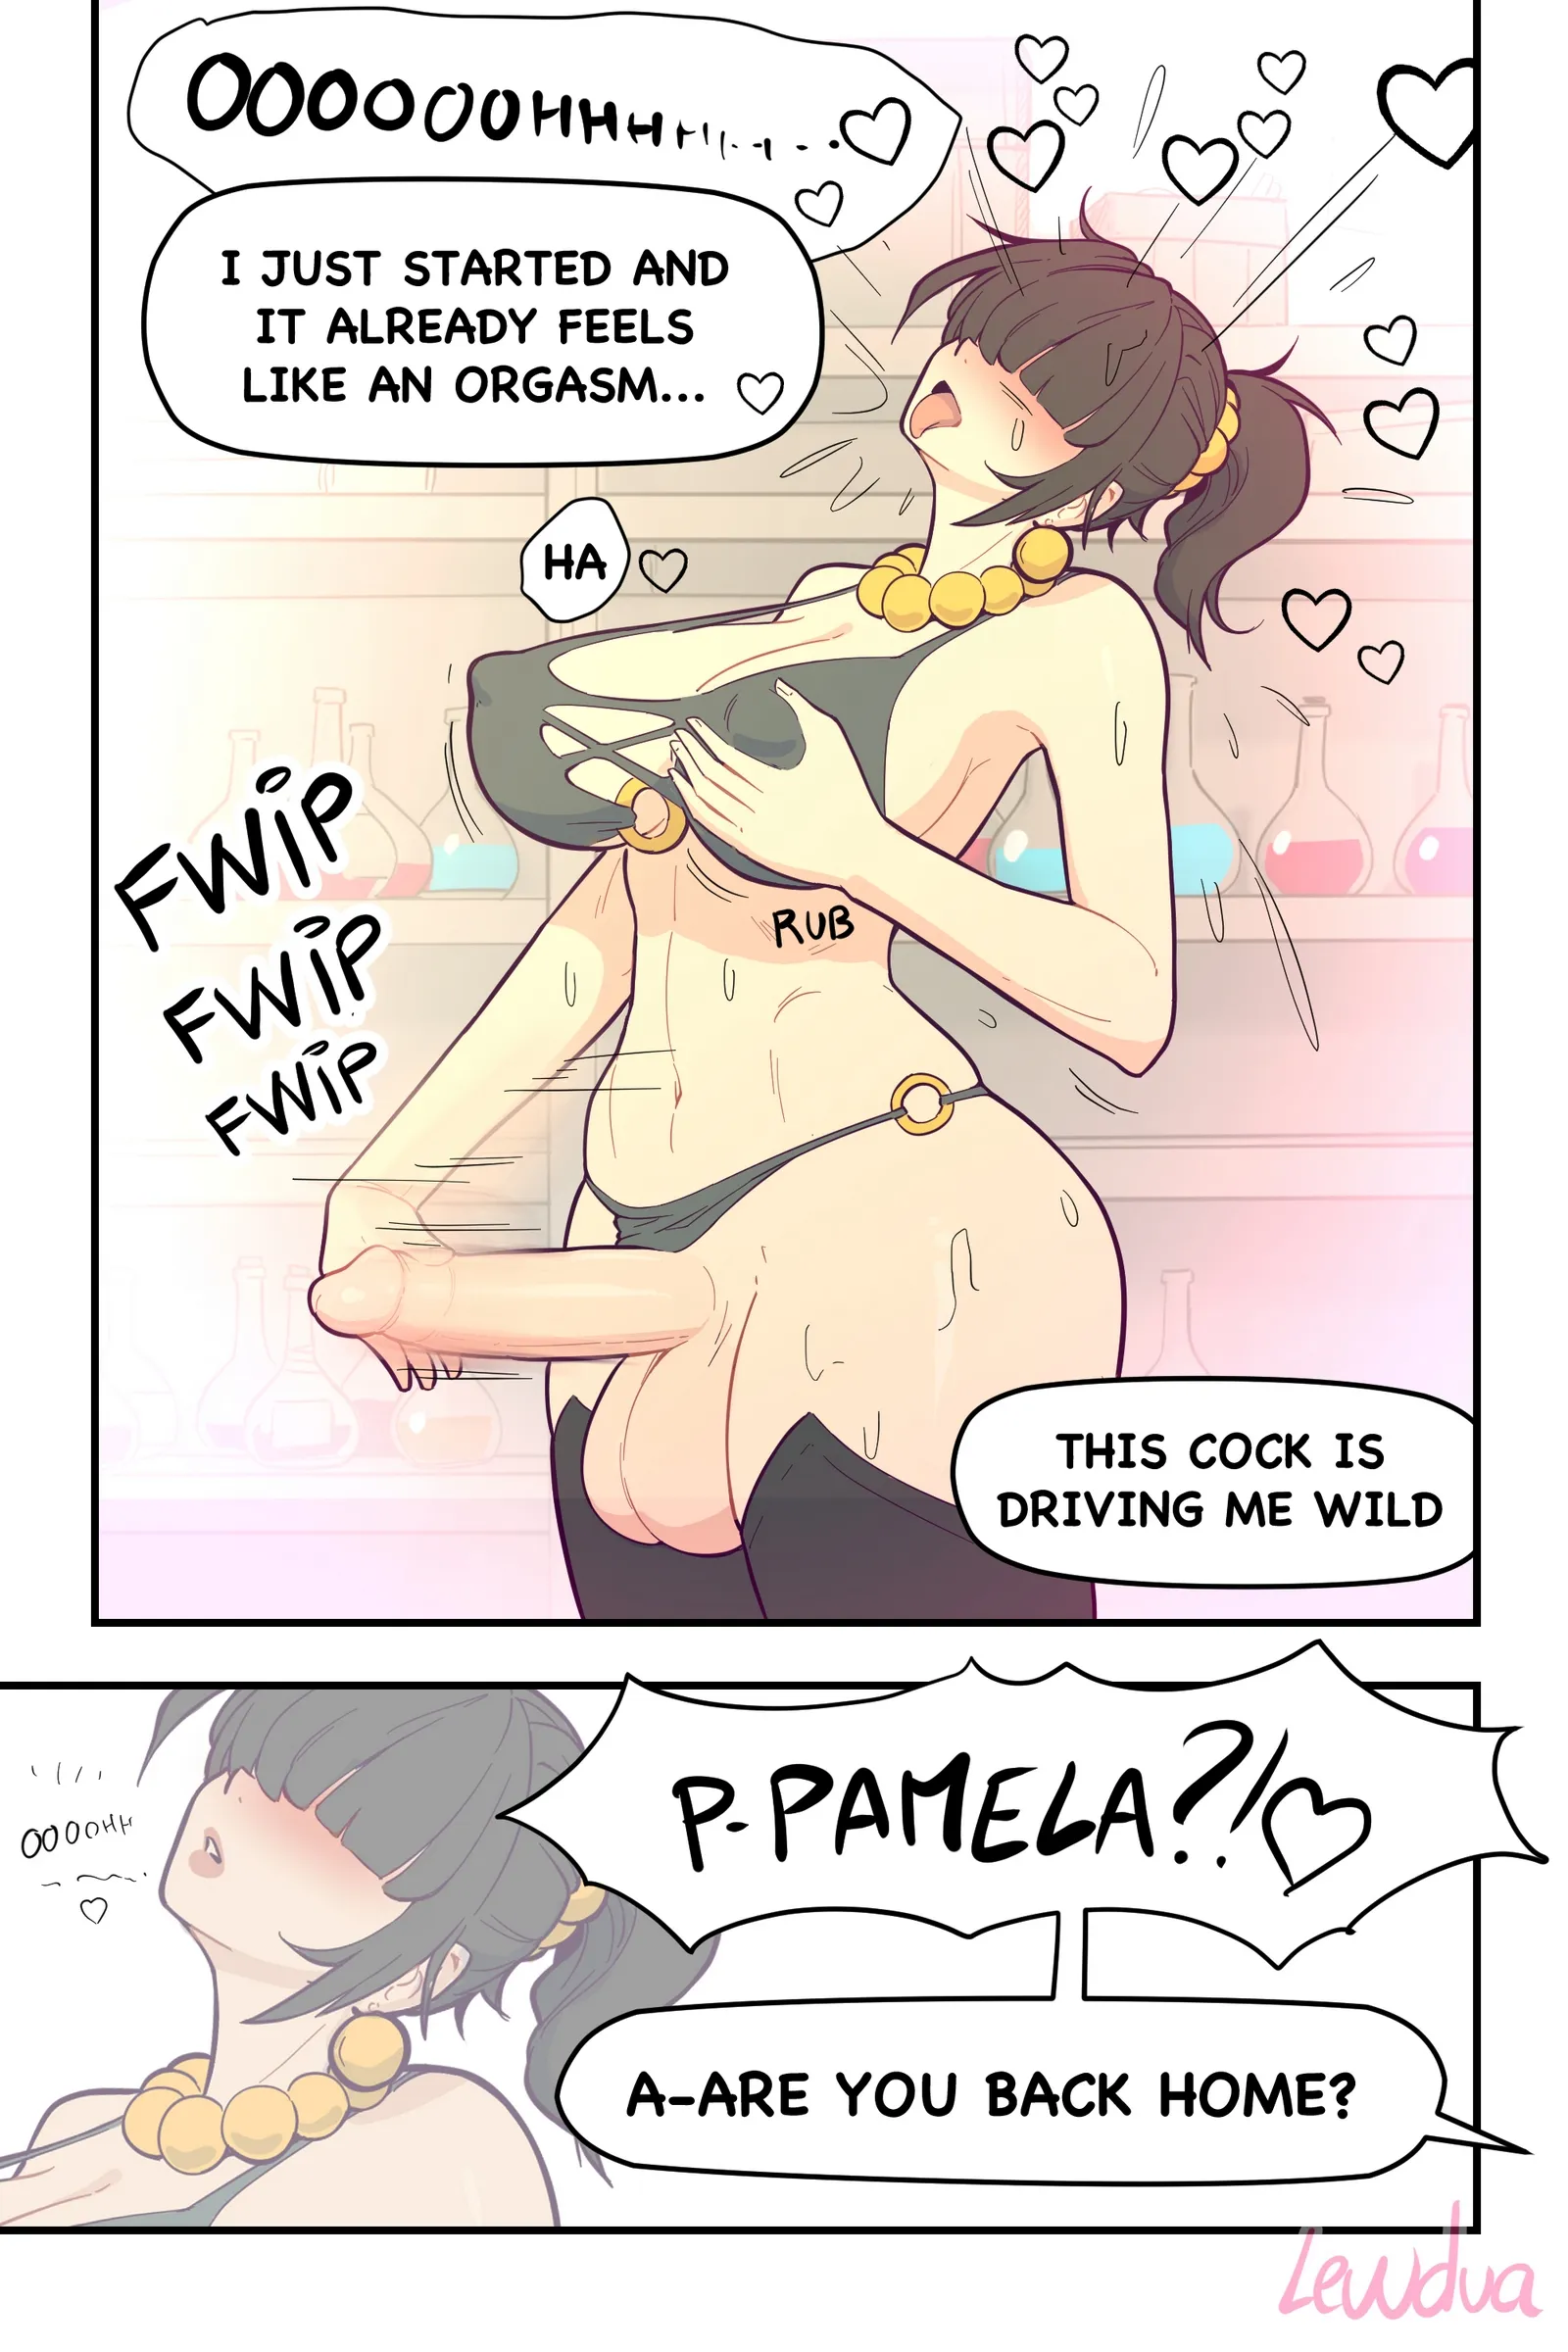 OOOOOOHHHHH......♡
♡
I JUST STARTED AND
IT ALREADY FEELS
LIKE AN ORGASM... ♡
HA ♡
FWIP
FWIP
FWIP
RUB
THIS COCK IS
DRIVING ME WILD
P-PAMELA?!♡
OOOOHH
♡
A-ARE YOU BACK HOME?
Lewdua